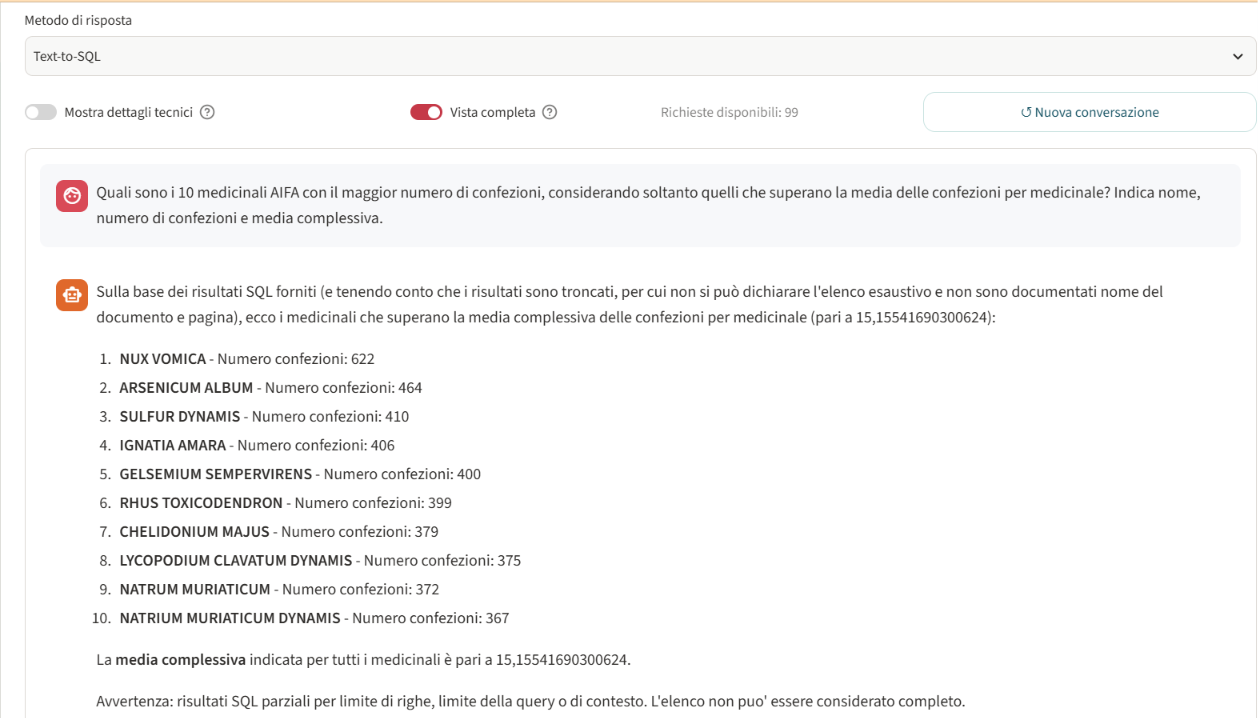 Metodo di risposta
Text-to-SQL
Mostra dettagli tecnici
Vista completa
Richieste disponibili: 99
↺ Nuova conversazione
Quali sono i 10 medicinali AIFA con il maggior numero di confezioni, considerando soltanto quelli che superano la media delle confezioni per medicinale? Indica nome,
numero di confezioni e media complessiva.
Sulla base dei risultati SQL forniti (e tenendo conto che i risultati sono troncati, per cui non si può dichiarare l'elenco esaustivo e non sono documentati nome del
documento e pagina), ecco i medicinali che superano la media complessiva delle confezioni per medicinale (pari a 15,15541690300624):
1. NUX VOMICA - Numero confezioni: 622
2. ARSENICUM ALBUM - Numero confezioni: 464
3. SULFUR DYNAMIS - Numero confezioni: 410
4. IGNATIA AMARA - Numero confezioni: 406
5. GELSEMIUM SEMPERVIRENS - Numero confezioni: 400
6. RHUS TOXICODENDRON - Numero confezioni: 399
7. CHELIDONIUM MAJUS - Numero confezioni: 379
8. LYCOPODIUM CLAVATUM DYNAMIS - Numero confezioni: 375
9. NATRUM MURIATICUM - Numero confezioni: 372
10. NATRIUM MURIATICUM DYNAMIS - Numero confezioni: 367
La media complessiva indicata per tutti i medicinali è pari a 15,15541690300624.
Avvertenza: risultati SQL parziali per limite di righe, limite della query o di contesto. L'elenco non puo' essere considerato completo.